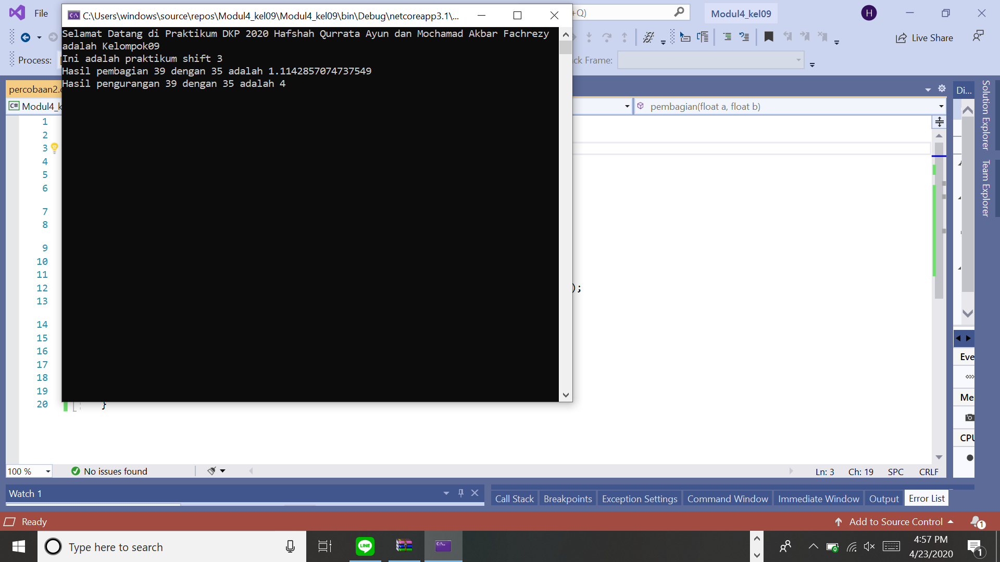 File
C:\Users\windows\source\repos\Modul4_kel09\Modul4_kel09\bin\Debug\netcoreapp3.1\...
+Q)
Modul4_kel09
H
Live Share
Process:
ck Frame:
Selamat Datang di Praktikum DKP 2020 Hafshah Qurrata Ayun dan Mochamad Akbar Fachrezy
adalah Kelompok09
Ini adalah praktikum shift 3
Hasil pembagian 39 dengan 35 adalah 1.1142857074737549
Hasil pengurangan 39 dengan 35 adalah 4
percobaan2.
C# Modul4_k
pembagian(float a, float b)
Di...
Solution Explorer
Team Explorer
1
2
3
4
5
6
7
8
9
10
11
12
);
13
14
15
16
17
18
19
20
}
Eve
Me
CPU
100 %
No issues found
Ln: 3
Ch: 19
SPC
CRLF
Watch 1
Call Stack
Breakpoints
Exception Settings
Command Window
Immediate Window
Output
Error List
Ready
Add to Source Control
1
Type here to search
LINE
4:57 PM
4/23/2020
1